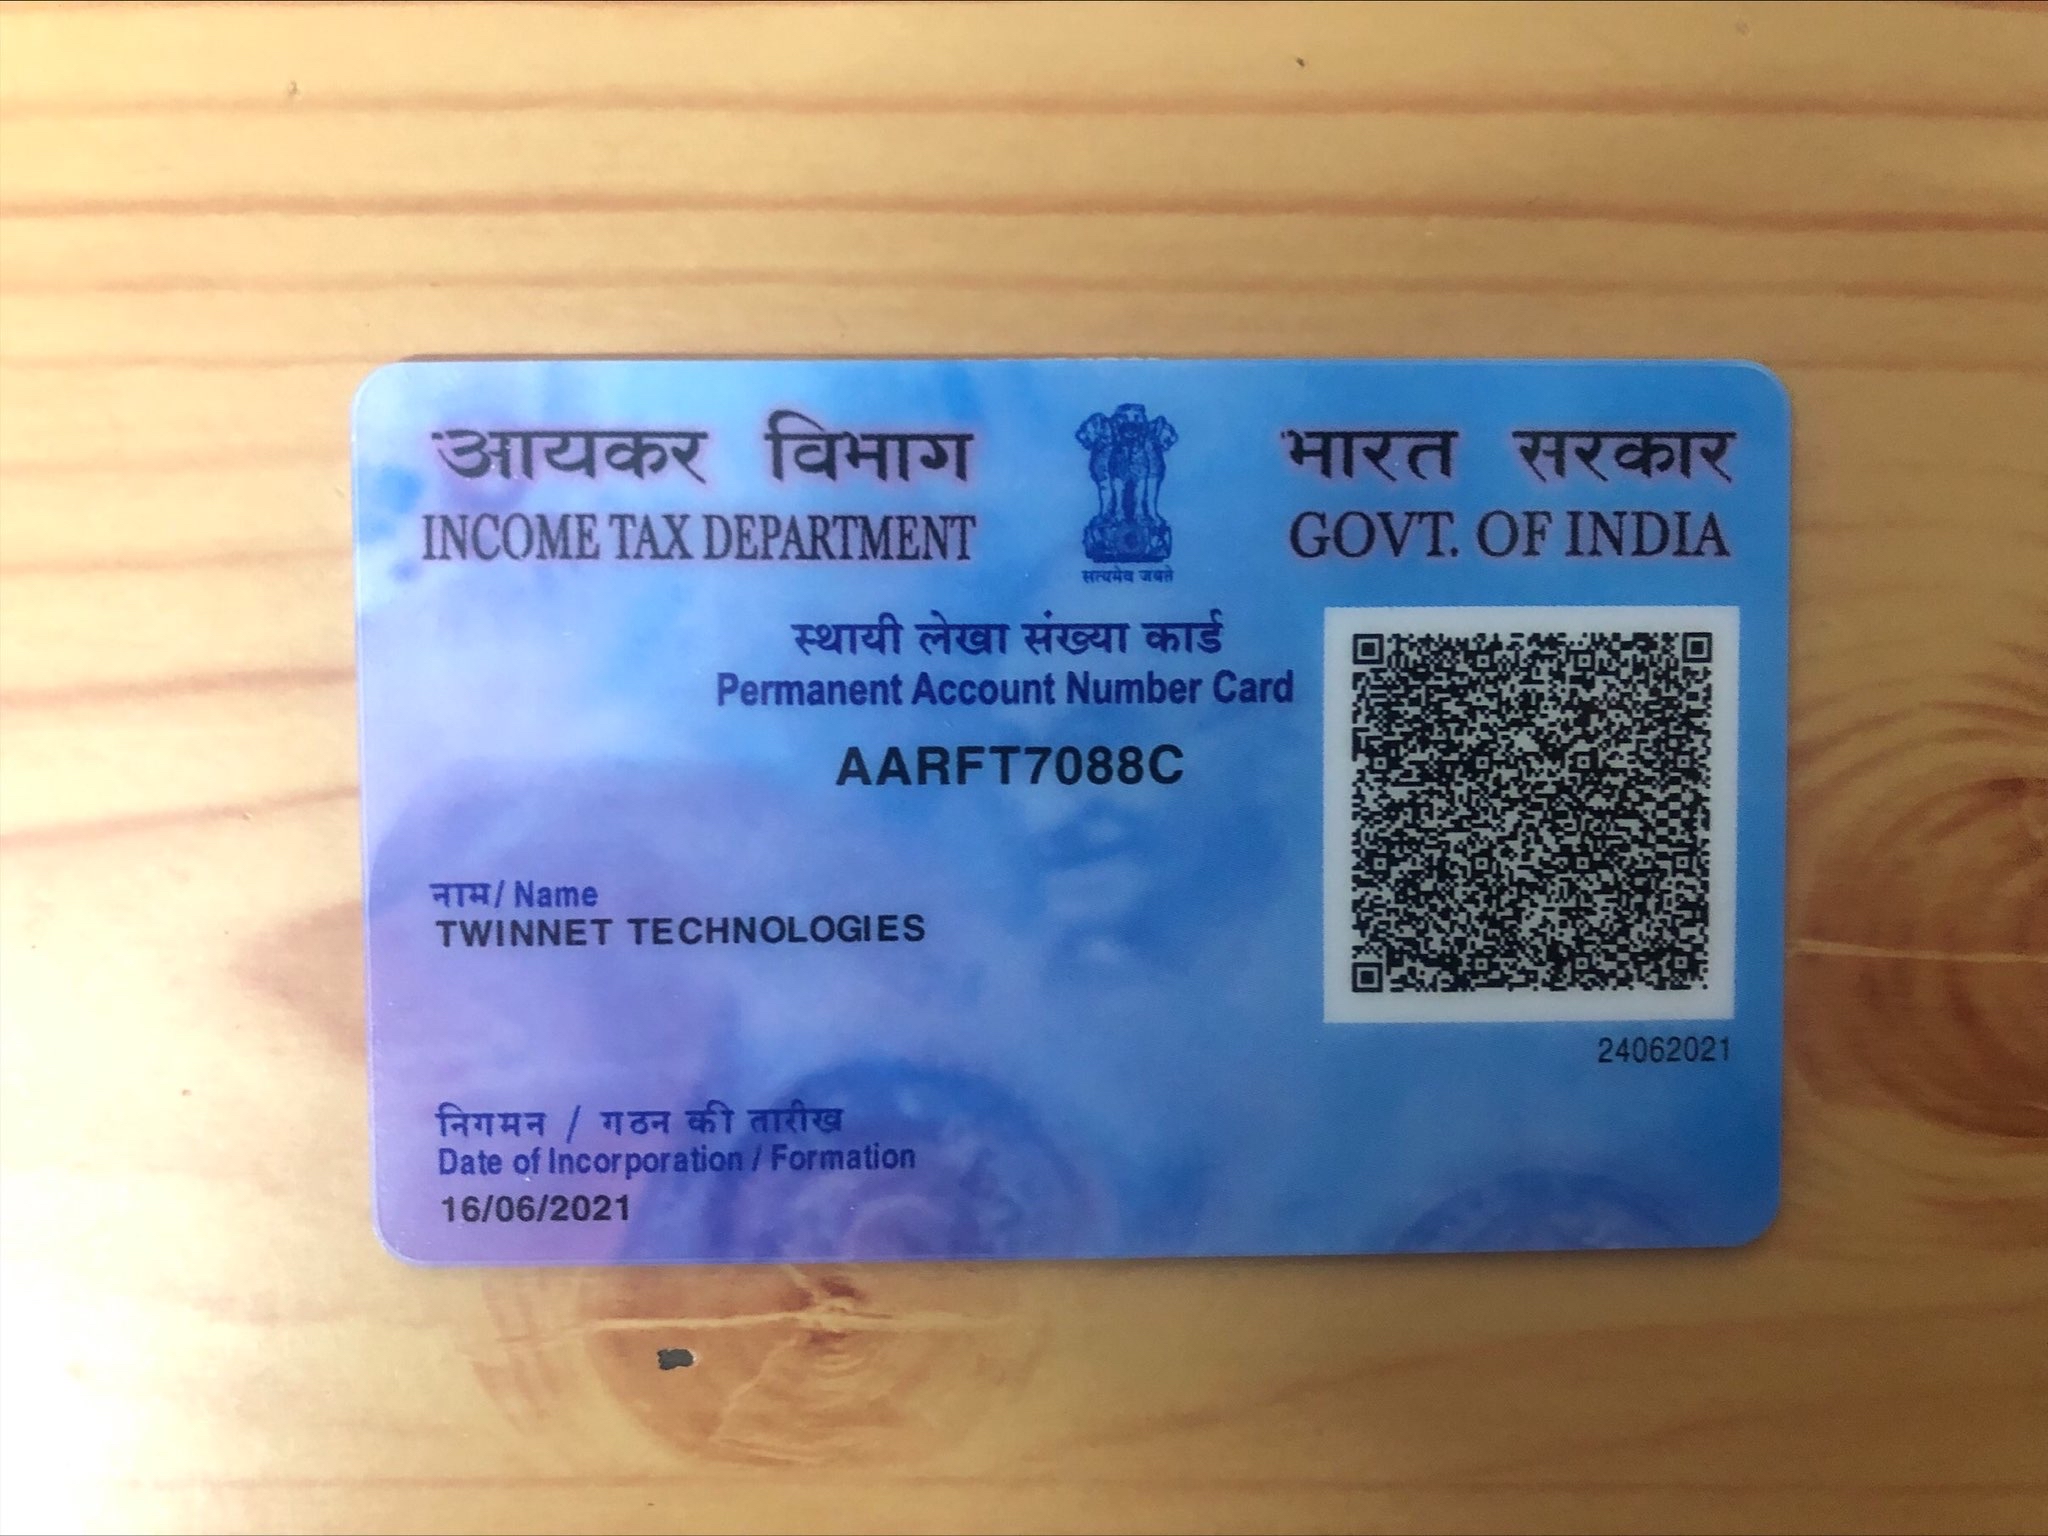 आयकर विभाग
INCOME TAX DEPARTMENT
सत्यमेव जयते
भारत सरकार
GOVT. OF INDIA
स्थायी लेखा संख्या कार्ड
Permanent Account Number Card
AARFT7088C
नाम/ Name
TWINNET TECHNOLOGIES
24062021
निगमन / गठन की तारीख
Date of Incorporation / Formation
16/06/2021